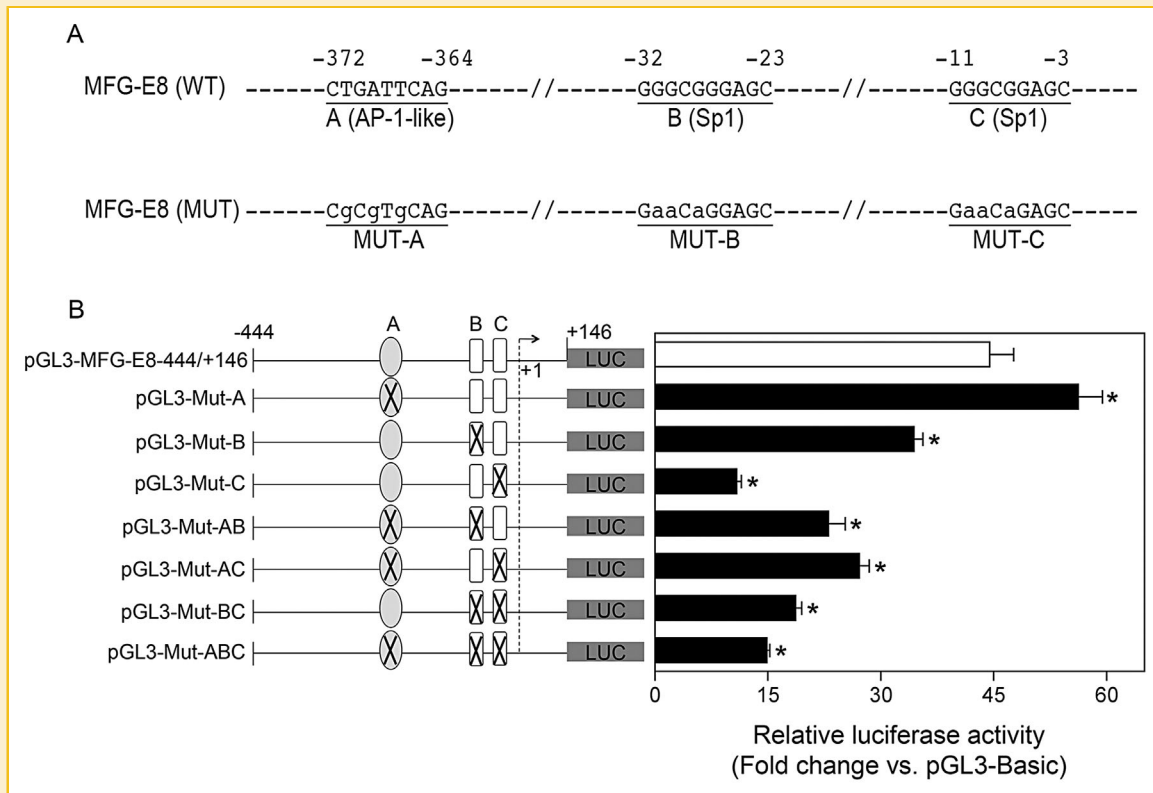 A
-372 -364 -32 -23 -11 -3
MFG-E8 (WT) ------CTGATTCAG------//------GGGCGGGAGC------//------GGGCGGAGC-----
A (AP-1-like) B (Sp1) C (Sp1)
MFG-E8 (MUT) ------CgCgTgCAG------//------GaaCaGGAGC------//------GaaCaGAGC-----
MUT-A MUT-B MUT-C
B
-444 A B C +146
pGL3-MFG-E8-444/+146 +1 LUC
pGL3-Mut-A LUC *
pGL3-Mut-B LUC *
pGL3-Mut-C LUC *
pGL3-Mut-AB LUC *
pGL3-Mut-AC LUC *
pGL3-Mut-BC LUC *
pGL3-Mut-ABC LUC *
0 15 30 45 60
Relative luciferase activity
(Fold change vs. pGL3-Basic)